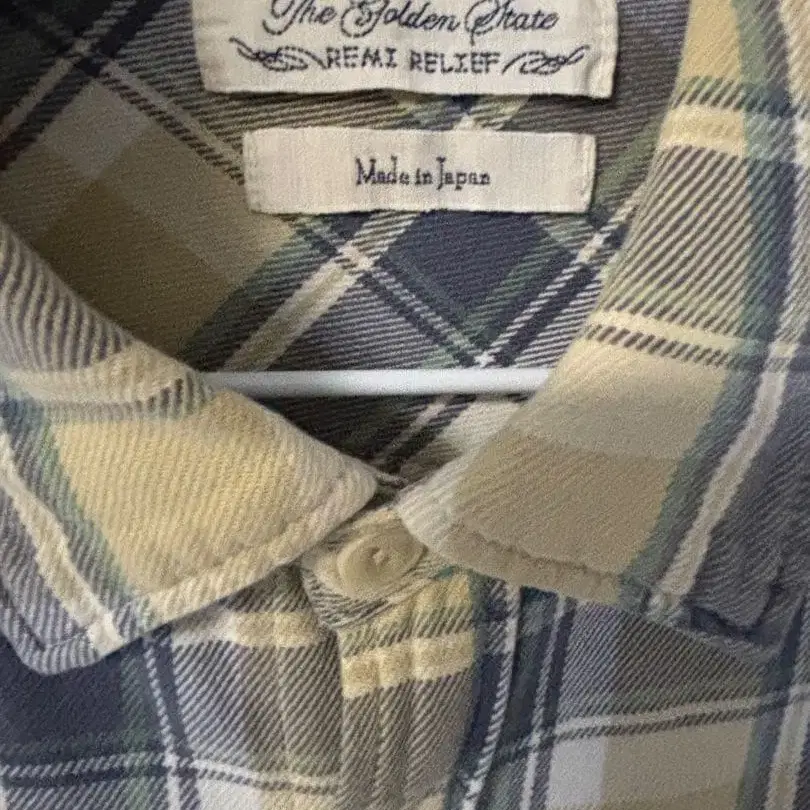 The Golden State
REMI RELIEF
Made in Japan